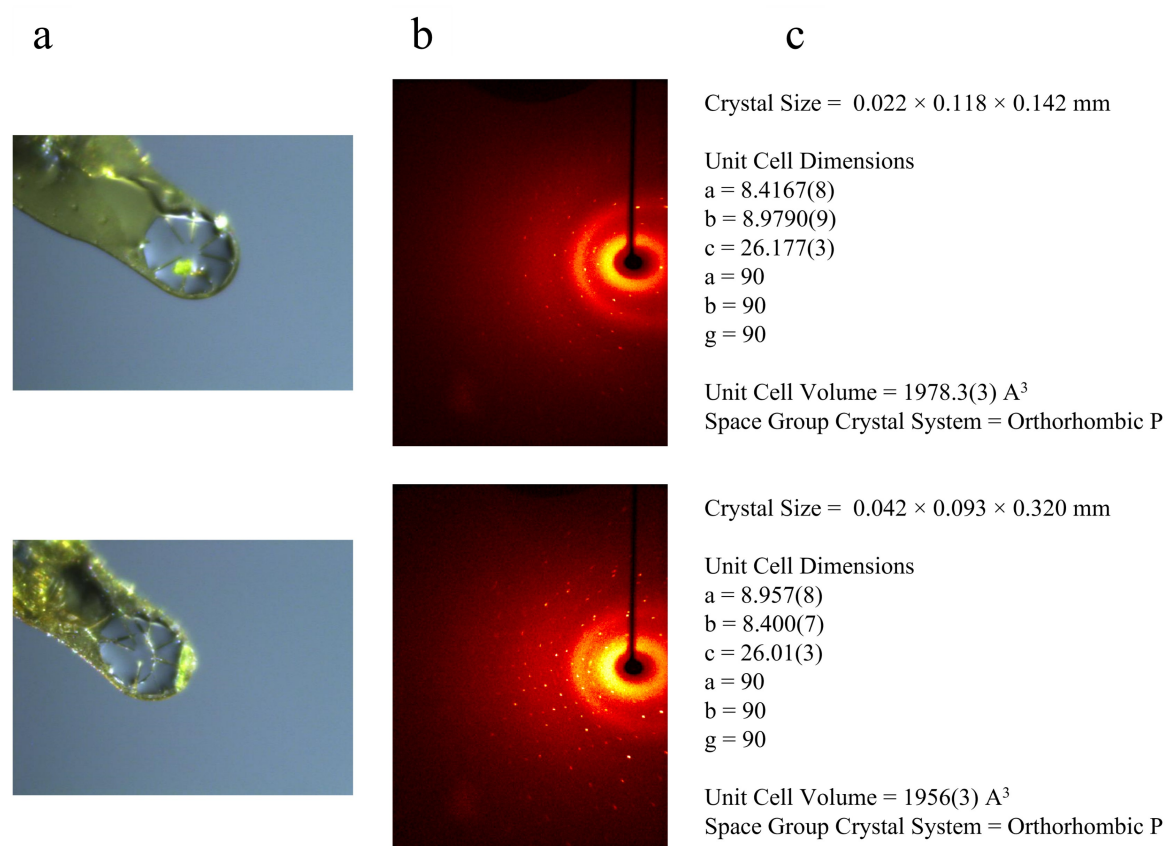 a
b
c
Crystal Size = 0.022 × 0.118 × 0.142 mm
Unit Cell Dimensions
a = 8.4167(8)
b = 8.9790(9)
c = 26.177(3)
a = 90
b = 90
g = 90
Unit Cell Volume = 1978.3(3) A³
Space Group Crystal System = Orthorhombic P
Crystal Size = 0.042 × 0.093 × 0.320 mm
Unit Cell Dimensions
a = 8.957(8)
b = 8.400(7)
c = 26.01(3)
a = 90
b = 90
g = 90
Unit Cell Volume = 1956(3) A³
Space Group Crystal System = Orthorhombic P